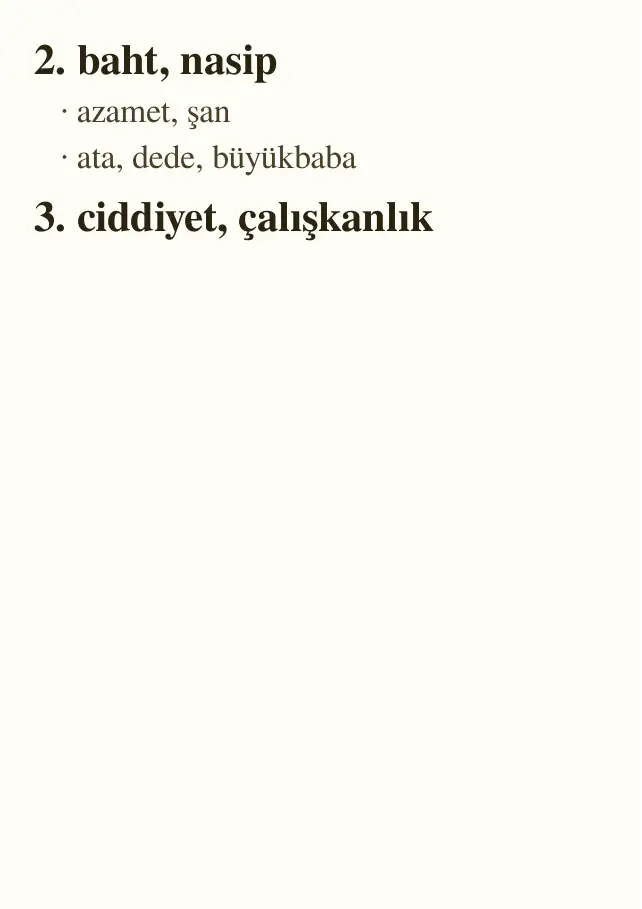 2. baht, nasip
· azamet, şan
· ata, dede, büyükbaba
3. ciddiyet, çalışkanlık